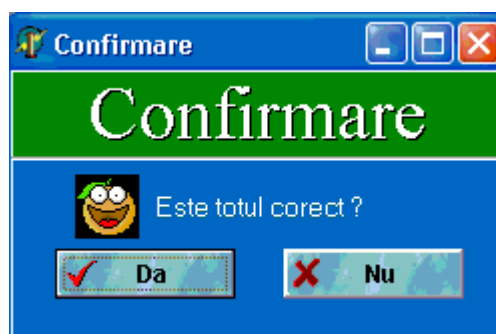 Confirmare
Confirmare
Este totul corect ?
Da
Nu